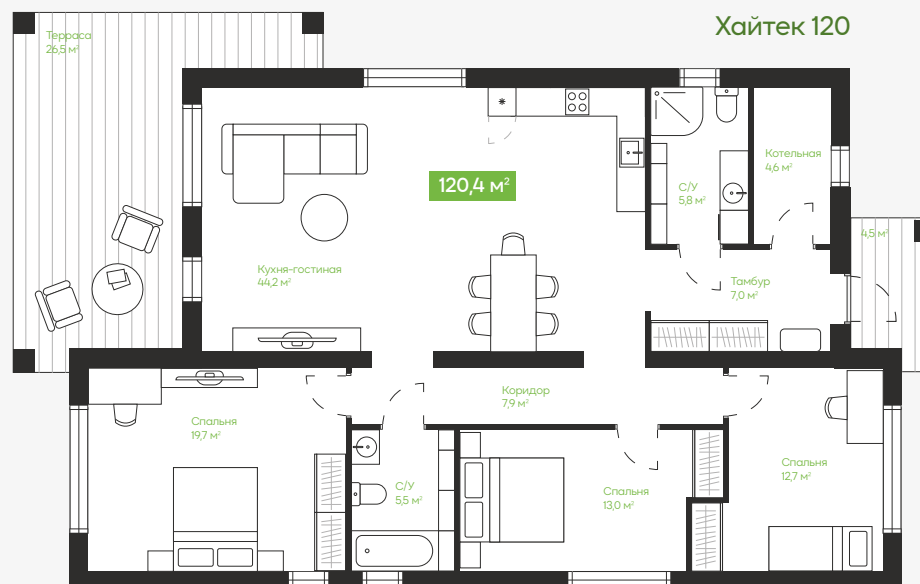 Хайтек 120
Терраса
26,5 м²
120,4 м²
Котельная
4,6 м²
С/У
5,8 м²
4,5 м²
Кухня-гостиная
44,2 м²
Тамбур
7,0 м²
Коридор
7,9 м²
Спальня
19,7 м²
С/У
5,5 м²
Спальня
13,0 м²
Спальня
12,7 м²